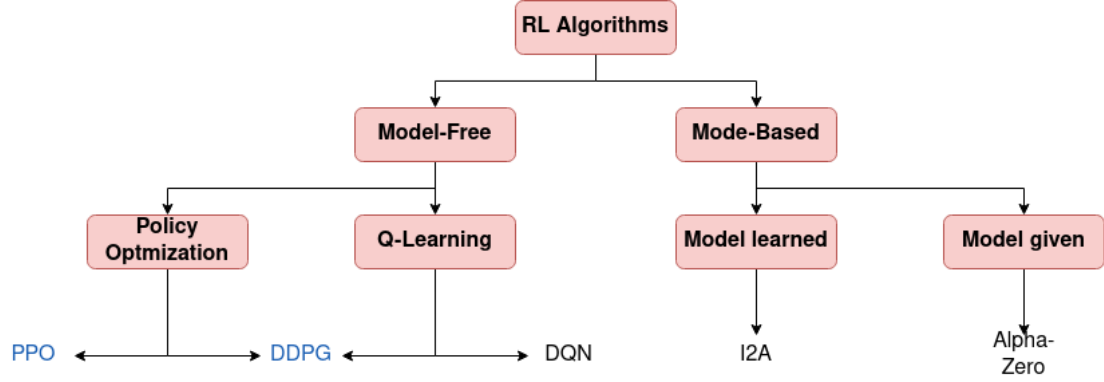 RL Algorithms
Model-Free
Mode-Based
Policy
Optmization
Q-Learning
Model learned
Model given
PPO
DDPG
DQN
I2A
Alpha-
Zero